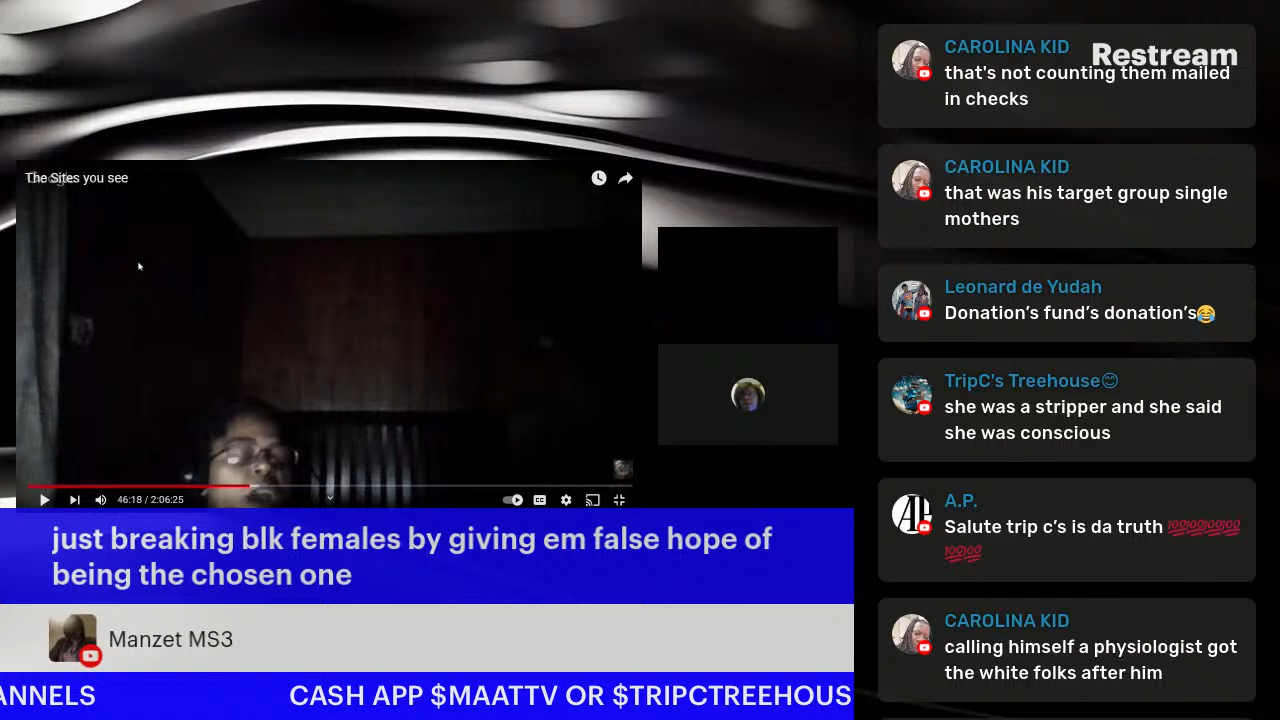 The Sites you see
46:18 / 2:06:25
just breaking blk females by giving em false hope of
being the chosen one
Manzet MS3
ANNELS
CASH APP $MAATTV OR $TRIPCTREEHOUS
Restream
CAROLINA KID
that's not counting them mailed
in checks
CAROLINA KID
that was his target group single
mothers
Leonard de Yudah
Donation’s fund’s donation’s😂
TripC's Treehouse😊
she was a stripper and she said
she was conscious
A.P.
Salute trip c’s is da truth 💯💯💯💯
💯💯
CAROLINA KID
calling himself a physiologist got
the white folks after him